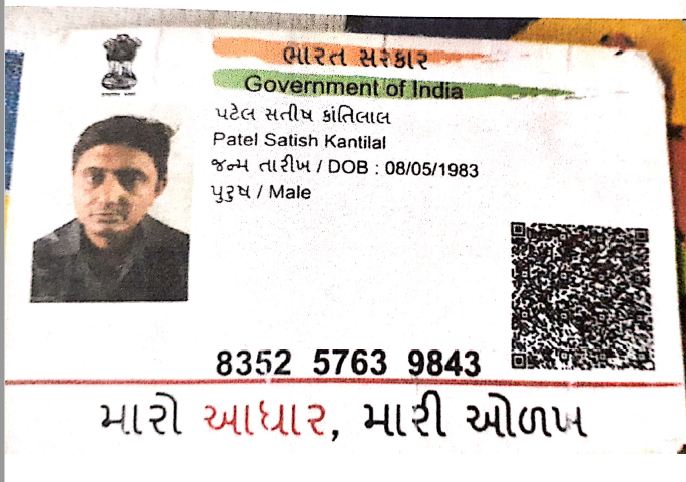 ભારત સરકાર
Government of India
પટેલ સતીષ કાંતિલાલ
Patel Satish Kantilal
જન્મ તારીખ / DOB : 08/05/1983
પુરુષ / Male
8352 5763 9843
મારો આધાર, મારી ઓળખ